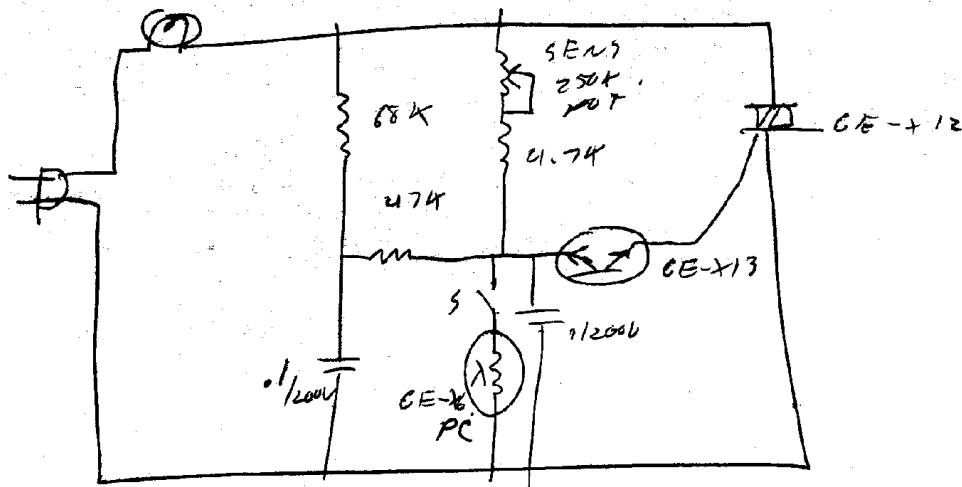 SENS
250K
POT
68K
4.7K
47K
GE-X12
GE-X13
S
.1/200V
.1/200V
GE-X6
PC